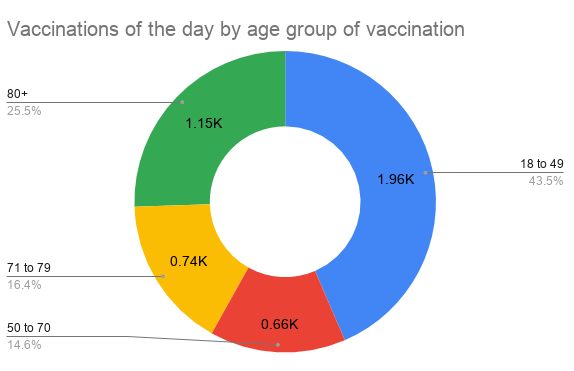 Vaccinations of the day by age group of vaccination
80+
25.5%
1.15K
18 to 49
43.5%
1.96K
71 to 79
16.4%
0.74K
50 to 70
14.6%
0.66K